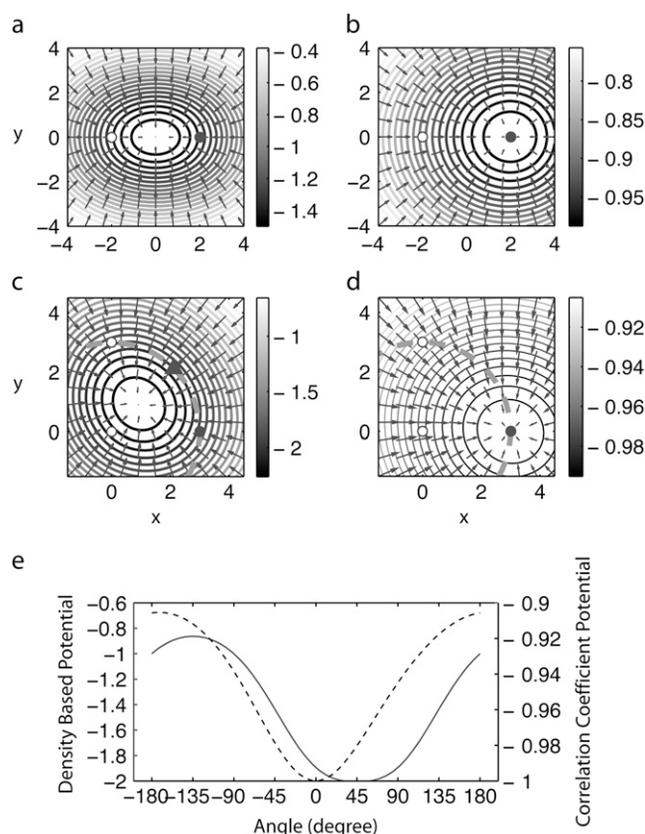 a
b
4
2
0
−2
−4
y
−4 −2 0 2 4
− 0.4
− 0.6
− 0.8
− 1
− 1.2
− 1.4
4
2
0
−2
−4
−4 −2 0 2 4
− 0.8
− 0.85
− 0.9
− 0.95
c
d
4
2
0
y
0 2 4
x
− 1
− 1.5
− 2
4
2
0
0 2 4
x
− 0.92
− 0.94
− 0.96
− 0.98
e
Density Based Potential
−0.6
−0.8
−1
−1.2
−1.4
−1.6
−1.8
−2
− 0.9
− 0.92
− 0.94
− 0.96
− 0.98
− 1
Correlation Coefficient Potential
−180 −135 −90 −45 0 45 90 135 180
Angle (degree)